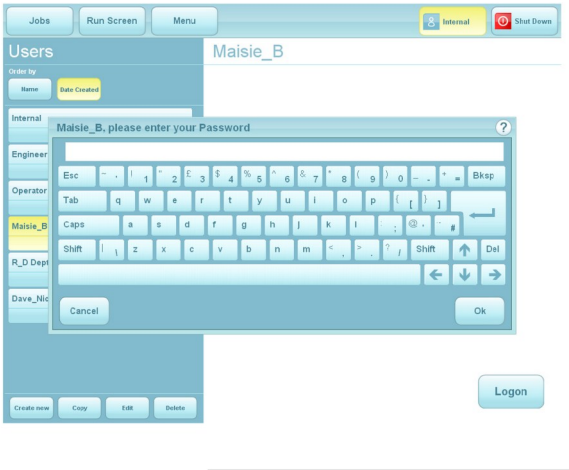 Jobs Run Screen Menu Internal Shut Down
Users Maisie_B
Order by
Name Date Created
Internal
Maisie_B, please enter your Password ?
Engineer
Esc ¬ ` ! 1 " 2 £ 3 $ 4 % 5 ^ 6 & 7 * 8 ( 9 ) 0 _ - + = Bksp
Tab q w e r t y u i o p { [ } ]
Operator
Caps a s d f g h j k l : ; @ ' ~ #
Maisie_B
Shift | \ z x c v b n m < , > . ? / Shift Del
R_D Dept
Dave_Nic
Cancel Ok
Logon
Create new Copy Edit Delete